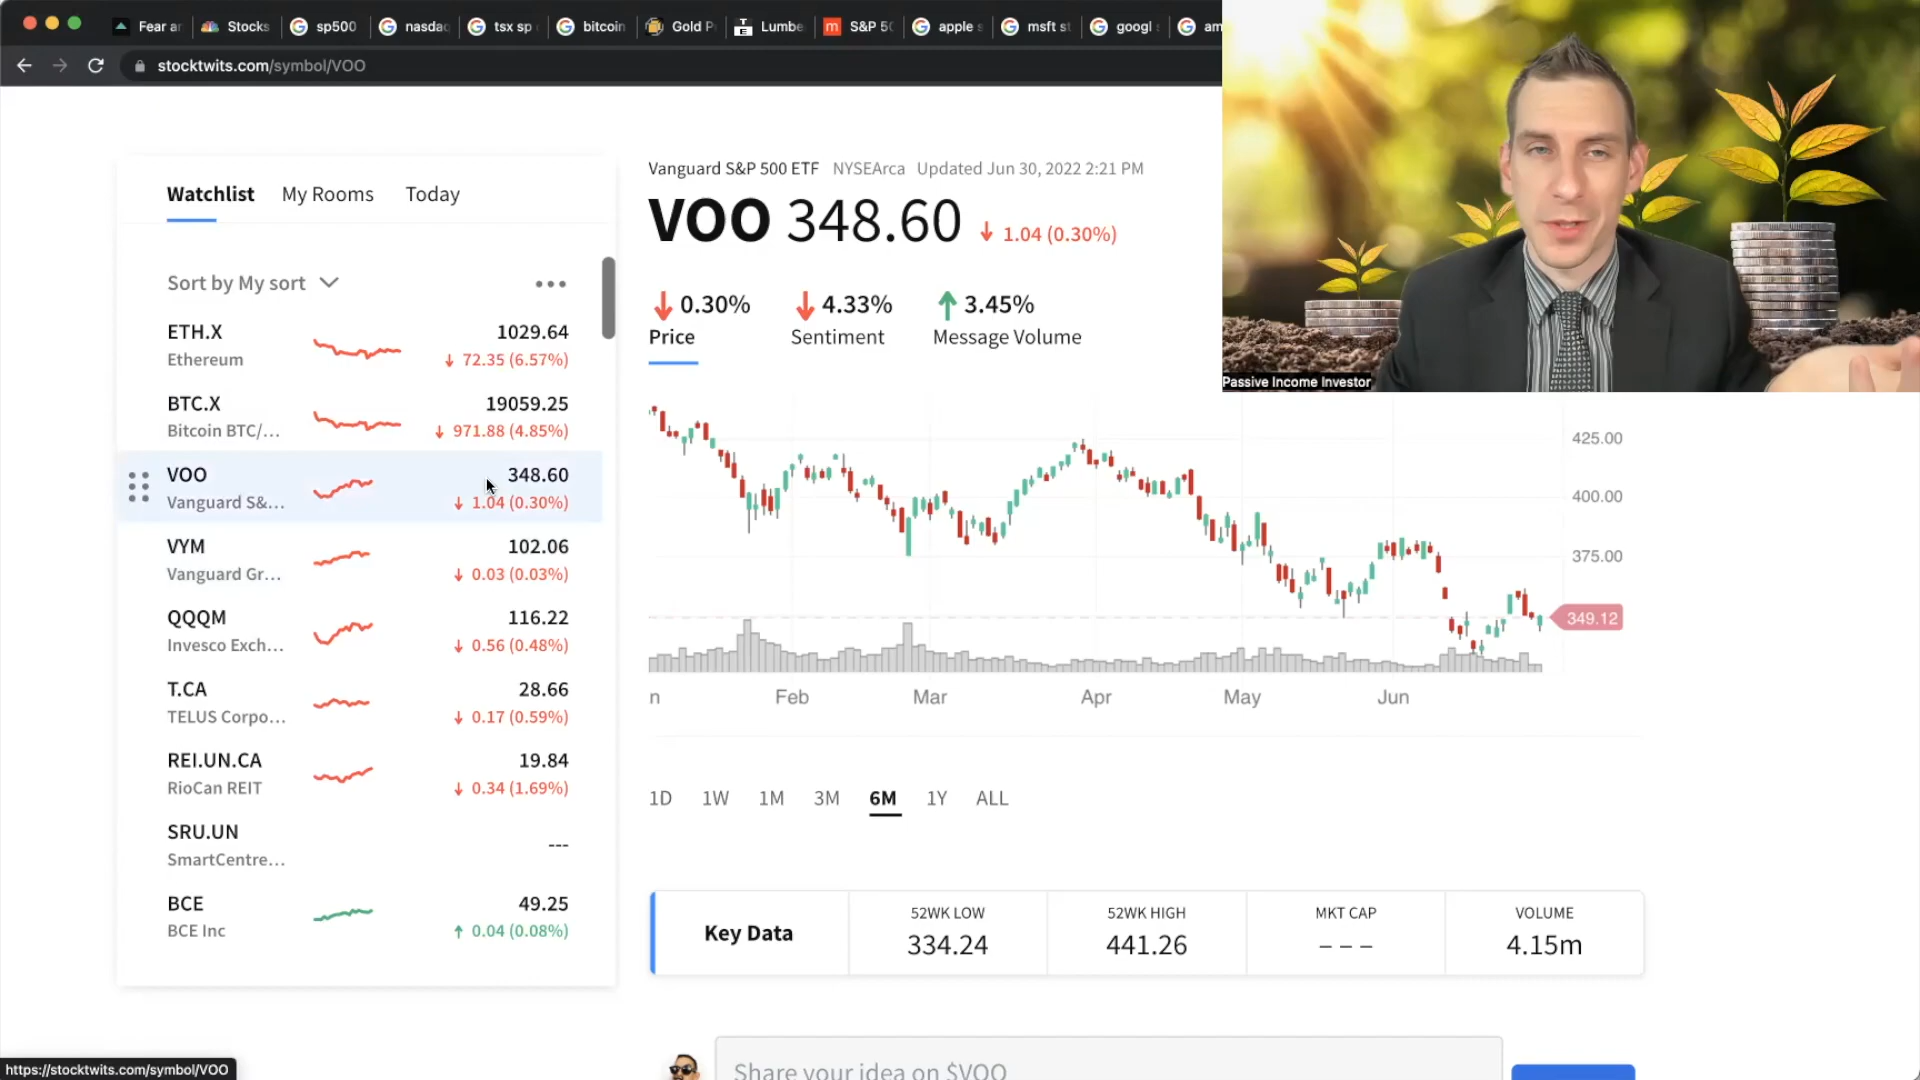 Fear ar
Stocks
sp500
nasdaq
tsx sp
bitcoin
Gold P
Lumbe
S&P 50
apple s
msft st
googl
am
stocktwits.com/symbol/VOO
Passive Income Investor
Watchlist
My Rooms
Today
Sort by My sort
ETH.X 1029.64
Ethereum ↓ 72.35 (6.57%)
BTC.X 19059.25
Bitcoin BTC/... ↓ 971.88 (4.85%)
VOO 348.60
Vanguard S&... ↓ 1.04 (0.30%)
VYM 102.06
Vanguard Gr... ↓ 0.03 (0.03%)
QQQM 116.22
Invesco Exch... ↓ 0.56 (0.48%)
T.CA 28.66
TELUS Corpo... ↓ 0.17 (0.59%)
REI.UN.CA 19.84
RioCan REIT ↓ 0.34 (1.69%)
SRU.UN ---
SmartCentre...
BCE 49.25
BCE Inc ↑ 0.04 (0.08%)
Vanguard S&P 500 ETF NYSEArca Updated Jun 30, 2022 2:21 PM
VOO 348.60 ↓ 1.04 (0.30%)
↓ 0.30% ↓ 4.33% ↑ 3.45%
Price Sentiment Message Volume
425.00
400.00
375.00
349.12
n Feb Mar Apr May Jun
1D 1W 1M 3M 6M 1Y ALL
Key Data
52WK LOW 52WK HIGH MKT CAP VOLUME
334.24 441.26 --- 4.15m
Share your idea on $VOO
https://stocktwits.com/symbol/VOO